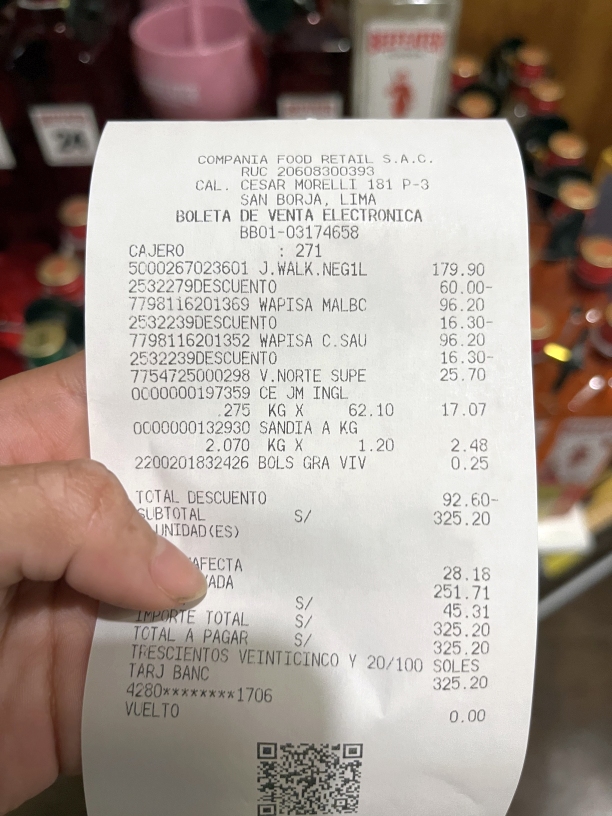 BEEFEATER
COMPANIA FOOD RETAIL S.A.C.
RUC 20608300393
CAL. CESAR MORELLI 181 P-3
SAN BORJA, LIMA
BOLETA DE VENTA ELECTRONICA
BB01-03174658
CAJERO : 271
5000267023601 J.WALK.NEG1L 179.90
2532279DESCUENTO 60.00-
7798116201369 WAPISA MALBC 96.20
2532239DESCUENTO 16.30-
7798116201352 WAPISA C.SAU 96.20
2532239DESCUENTO 16.30-
7754725000298 V.NORTE SUPE 25.70
0000000197359 CE JM INGL
.275 KG X 62.10 17.07
0000000132930 SANDIA A KG
2.070 KG X 1.20 2.48
2200201832426 BOLS GRA VIV 0.25
TOTAL DESCUENTO 92.60-
SUBTOTAL S/ 325.20
UNIDAD(ES)
AFECTA 28.18
251.71
S/ 45.31
IMPORTE TOTAL S/ 325.20
TOTAL A PAGAR S/ 325.20
TRESCIENTOS VEINTICINCO Y 20/100 SOLES
TARJ BANC 325.20
4280********1706
VUELTO 0.00